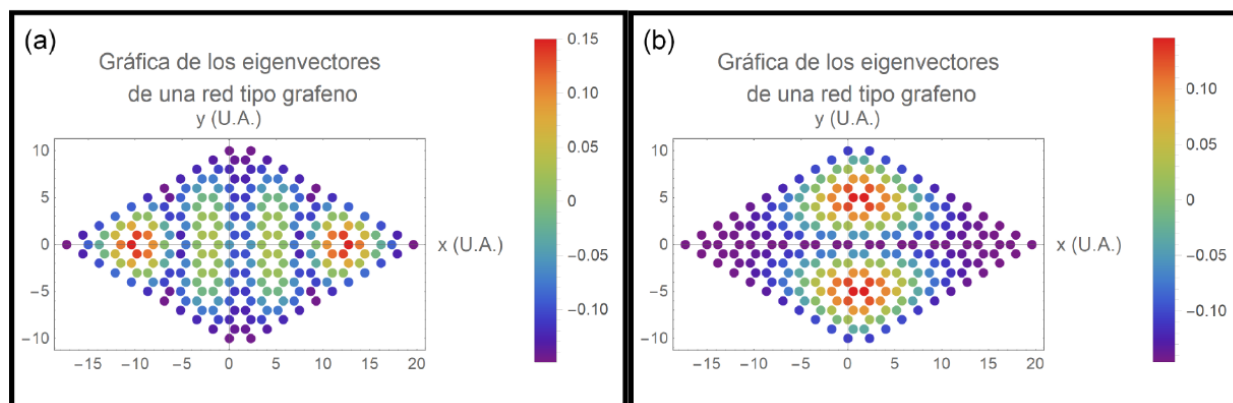 (a)
Gráfica de los eigenvectores
de una red tipo grafeno
y (U.A.)
10
5
0
−5
−10
−15 −10 −5 0 5 10 15 20
x (U.A.)
0.15
0.10
0.05
0
−0.05
−0.10
(b)
Gráfica de los eigenvectores
de una red tipo grafeno
y (U.A.)
10
5
0
−5
−10
−15 −10 −5 0 5 10 15 20
x (U.A.)
0.10
0.05
0
−0.05
−0.10